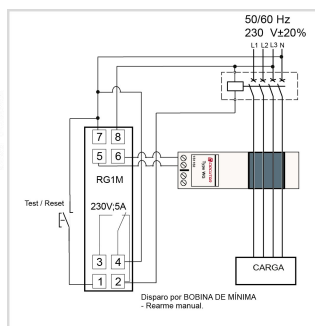 50/60 Hz
230 V±20%
L1 L2 L3 N
7 8
5 6
RG1M
Test / Reset
230V;5A
3 4
1 2
CARGA
Disparo por BOBINA DE MÍNIMA
- Rearme manual.